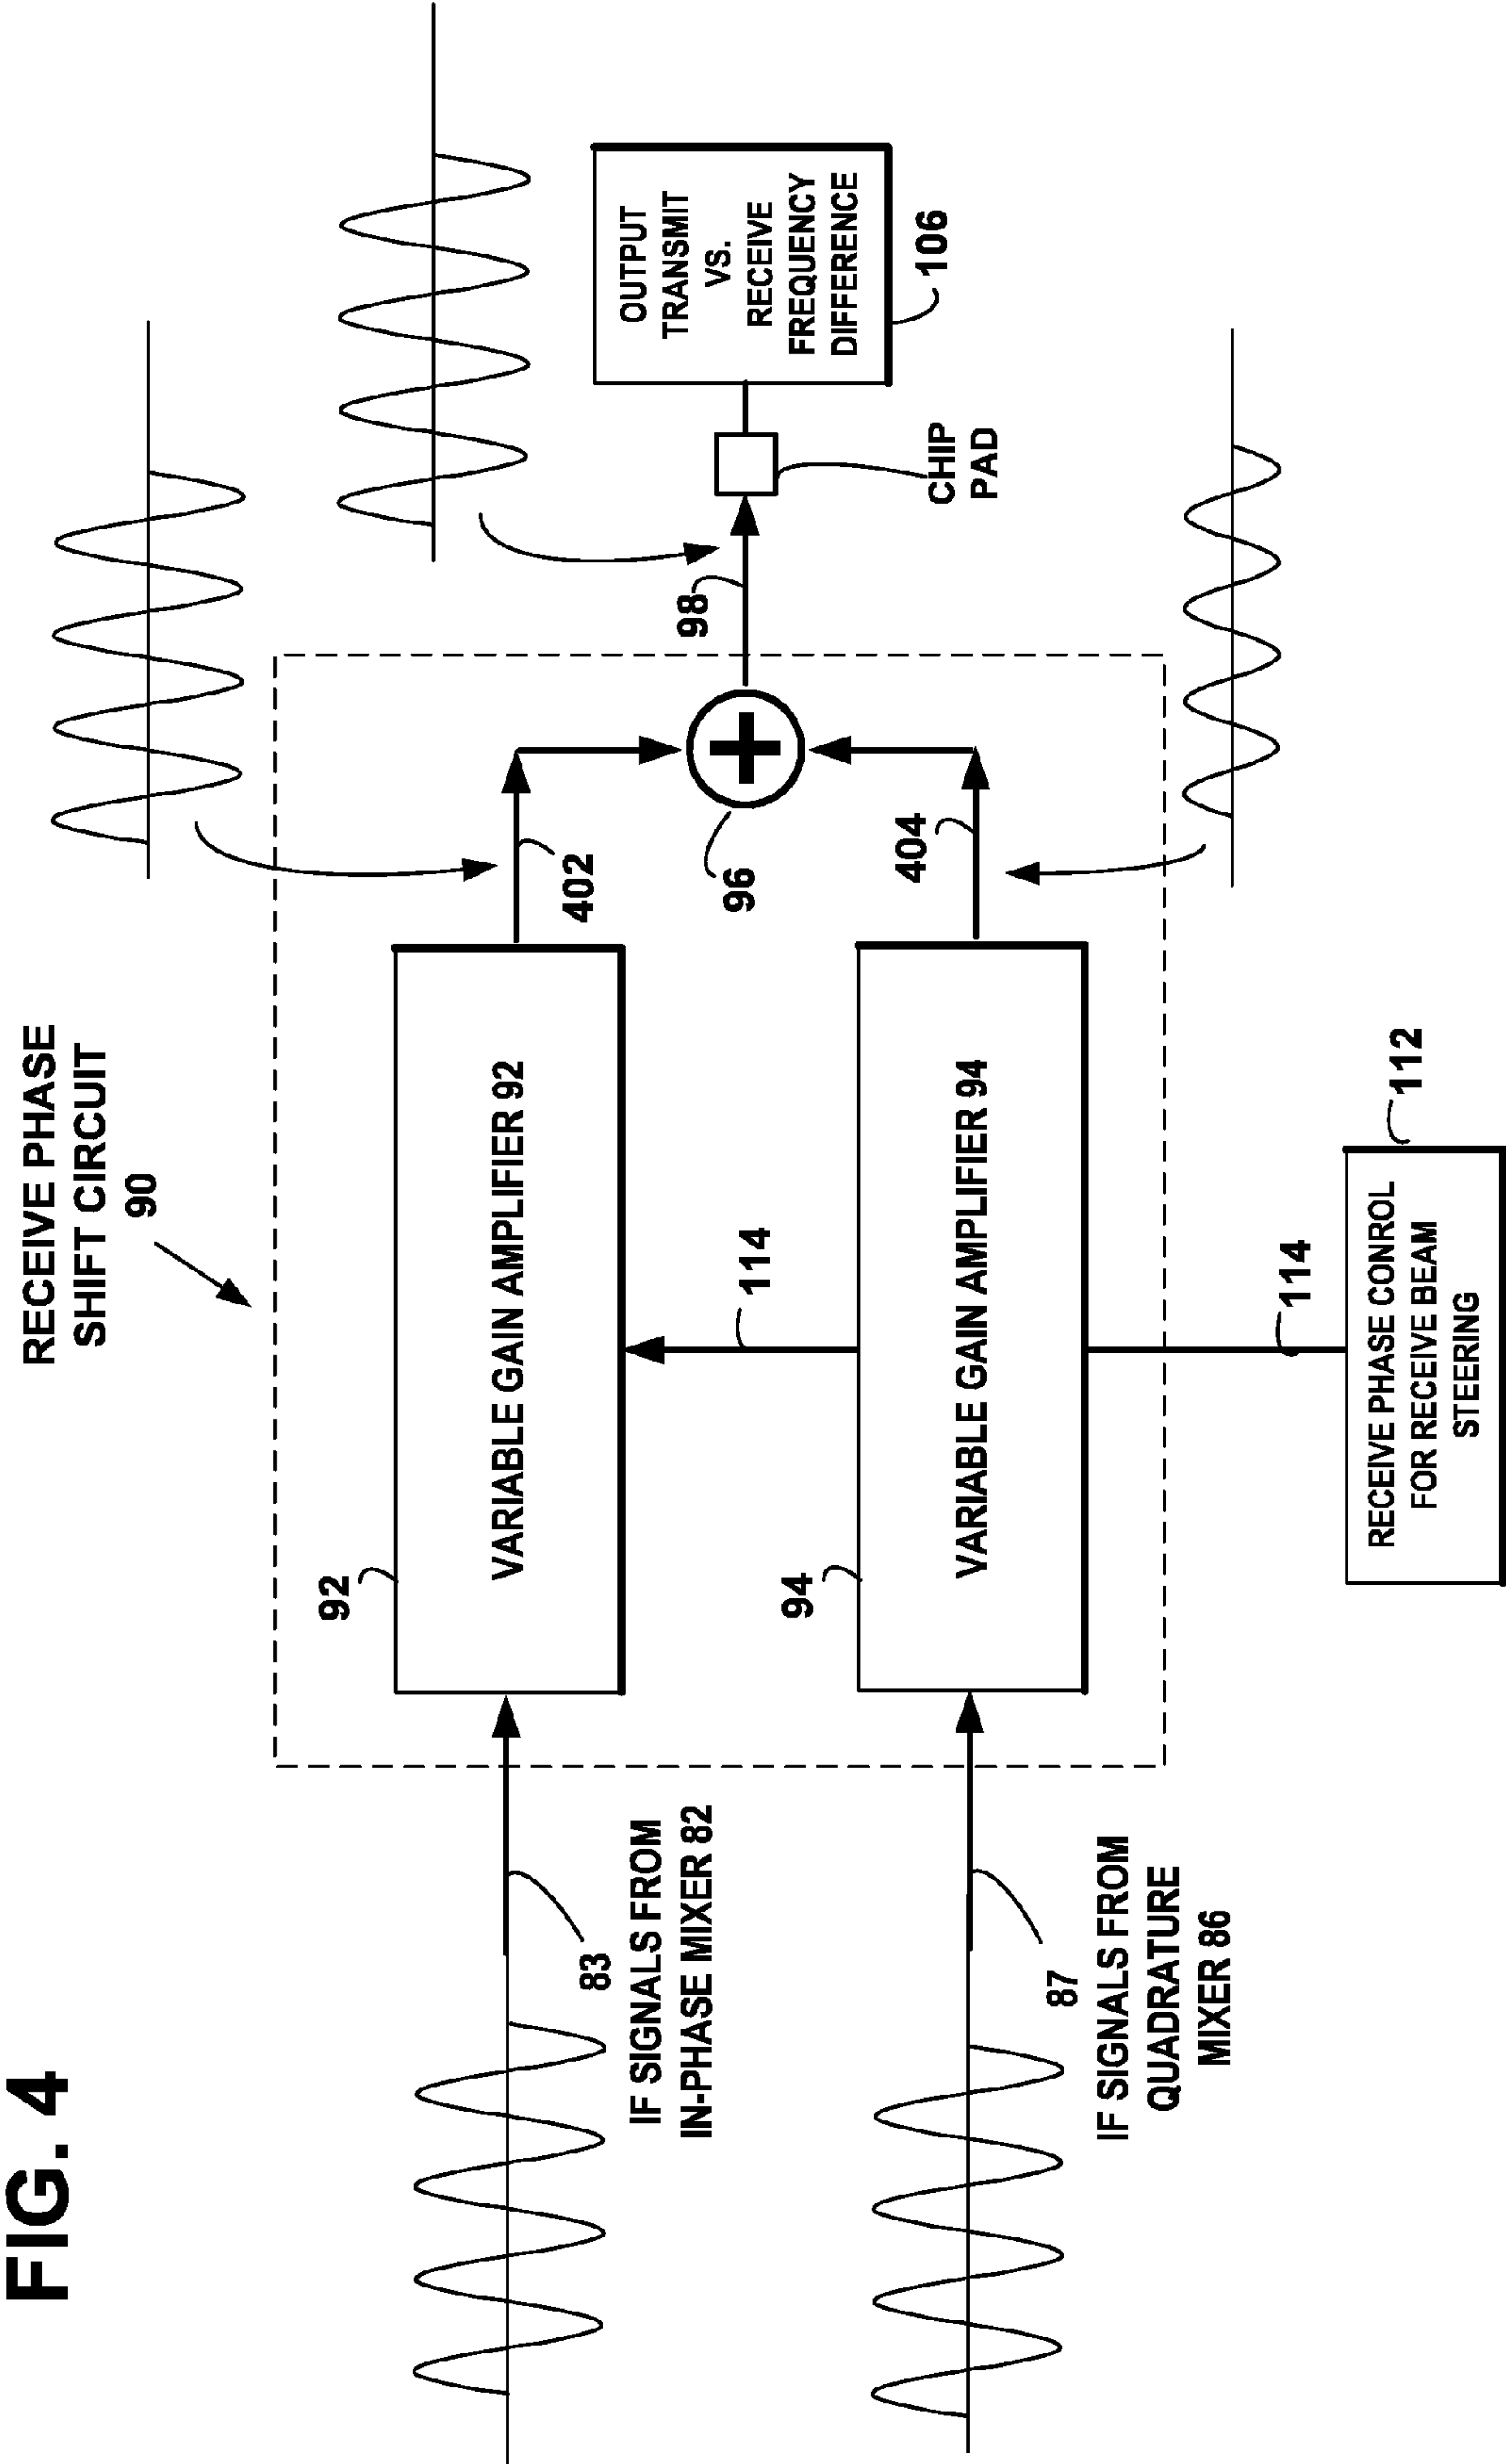 FIG. 4
RECEIVE PHASE
SHIFT CIRCUIT
90
92
VARIABLE GAIN AMPLIFIER 92
402
83
IF SIGNALS FROM
IN-PHASE MIXER 82
114
96
98
OUTPUT
TRANSMIT
VS.
RECEIVE
FREQUENCY
DIFFERENCE
106
CHIP
PAD
94
VARIABLE GAIN AMPLIFIER 94
404
87
IF SIGNALS FROM
QUADRATURE
MIXER 86
114
RECEIVE PHASE CONROL
FOR RECEIVE BEAM
STEERING
112